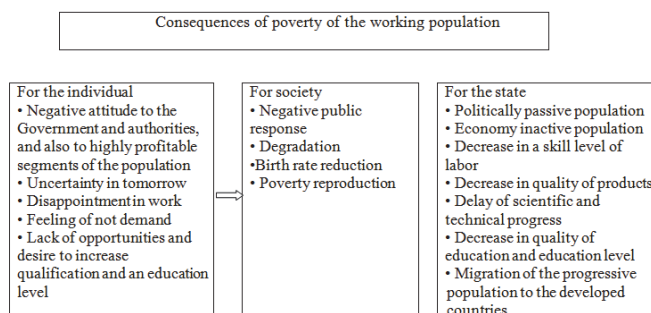 Consequences of poverty of the working population
For the individual
• Negative attitude to the
Government and authorities,
and also to highly profitable
segments of the population
• Uncertainty in tomorrow
• Disappointment in work
• Feeling of not demand
• Lack of opportunities and
desire to increase
qualification and an education
level
For society
• Negative public
response
• Degradation
•Birth rate reduction
• Poverty reproduction
For the state
• Politically passive population
• Economy inactive population
• Decrease in a skill level of
labor
• Decrease in quality of products
• Delay of scientific and
technical progress
• Decrease in quality of
education and education level
• Migration of the progressive
population to the developed
countries